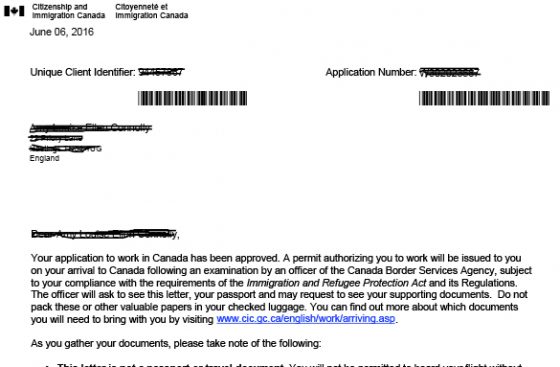 Citizenship and Immigration Canada
Citoyenneté et Immigration Canada
June 06, 2016
Unique Client Identifier:
Application Number:
England
Your application to work in Canada has been approved. A permit authorizing you to work will be issued to you
on your arrival to Canada following an examination by an officer of the Canada Border Services Agency, subject
to your compliance with the requirements of the Immigration and Refugee Protection Act and its Regulations.
The officer will ask to see this letter, your passport and may request to see your supporting documents. Do not
pack these or other valuable papers in your checked luggage. You can find out more about which documents
you will need to bring with you by visiting www.cic.gc.ca/english/work/arriving.asp.
As you gather your documents, please take note of the following:
This letter is not a passport or travel document. You will not be permitted to board your flight without